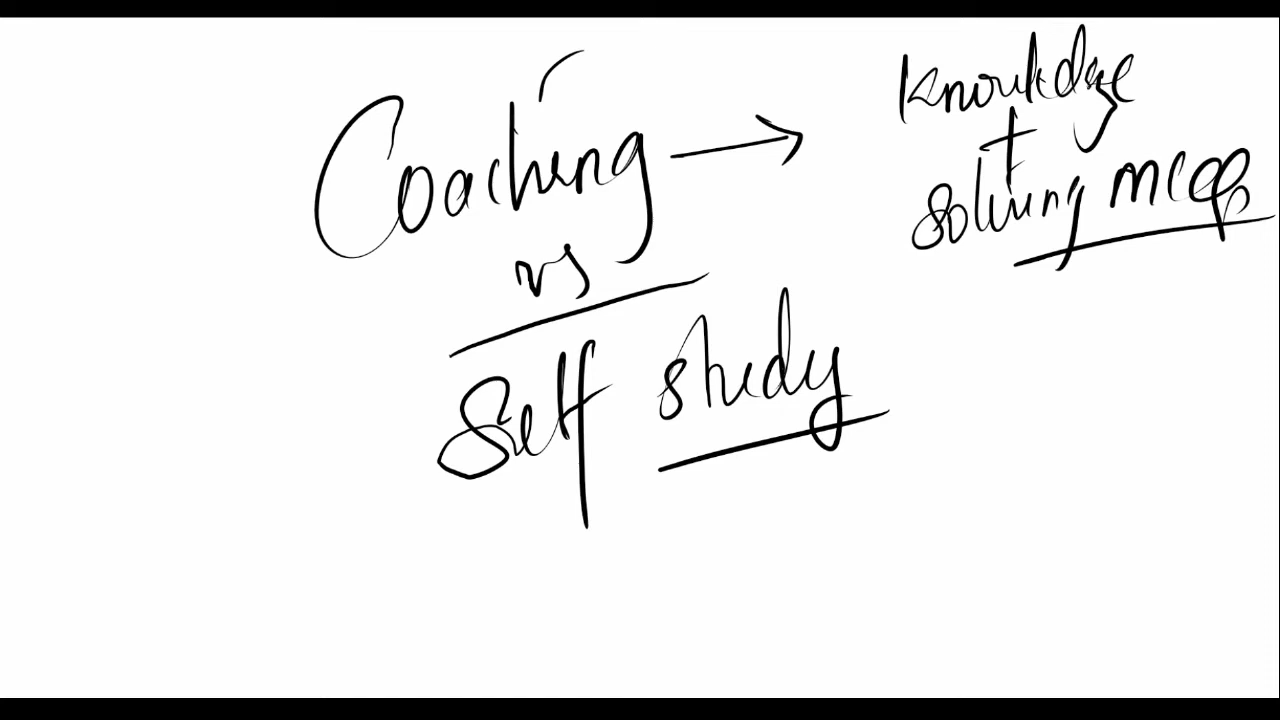 Coaching → Knowledge
+
solving mcqs
vs
Self study